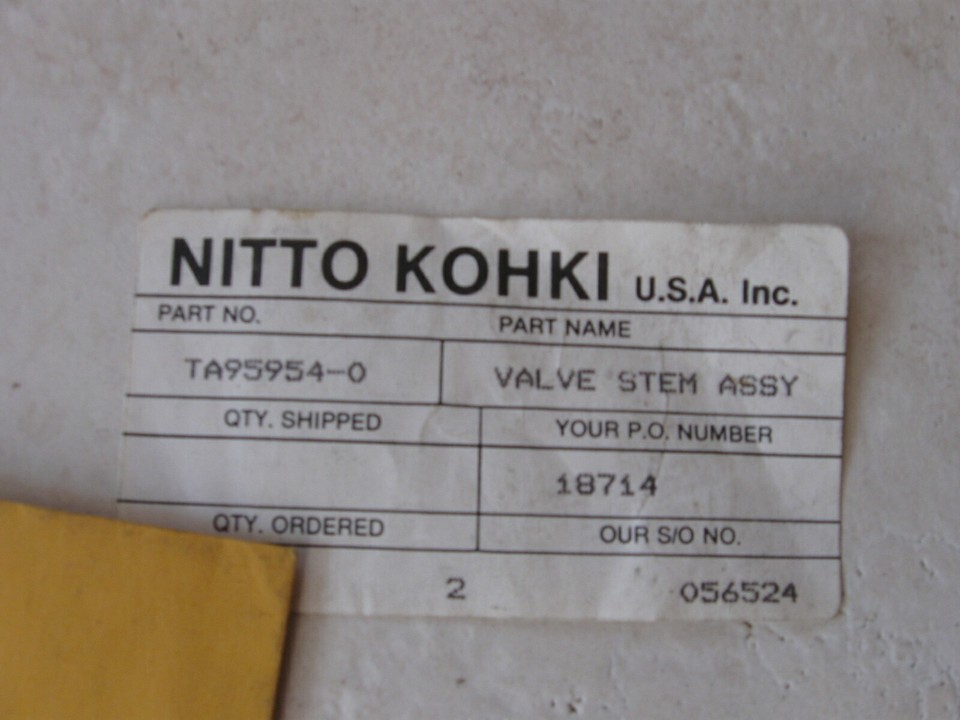 NITTO KOHKI U.S.A. Inc.
PART NO. PART NAME
TA95954-0 VALVE STEM ASSY
QTY. SHIPPED YOUR P.O. NUMBER
18714
QTY. ORDERED OUR S/O NO.
2 056524